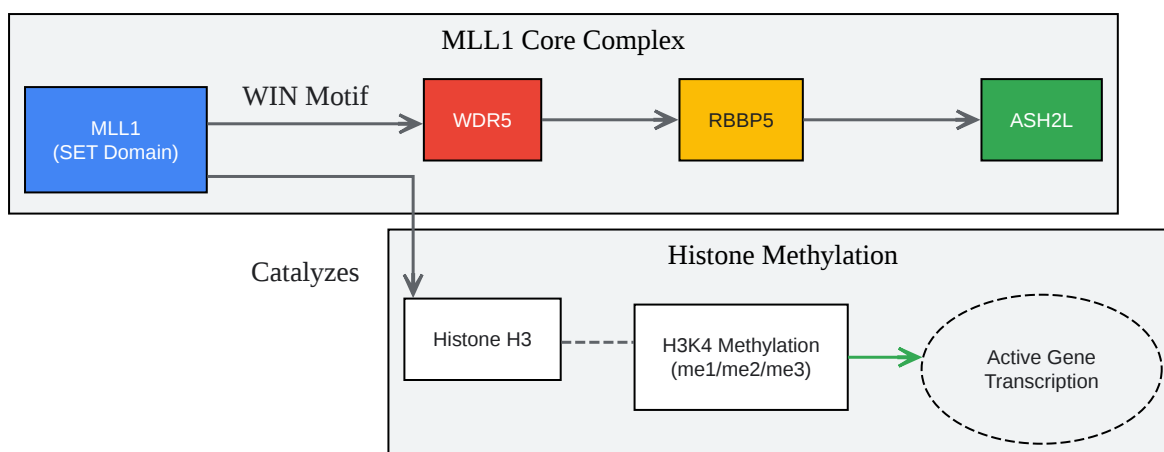 MLL1 Core Complex
WIN Motif
MLL1
(SET Domain)
WDR5
RBBP5
ASH2L
Histone Methylation
Catalyzes
Histone H3
H3K4 Methylation
(me1/me2/me3)
Active Gene
Transcription